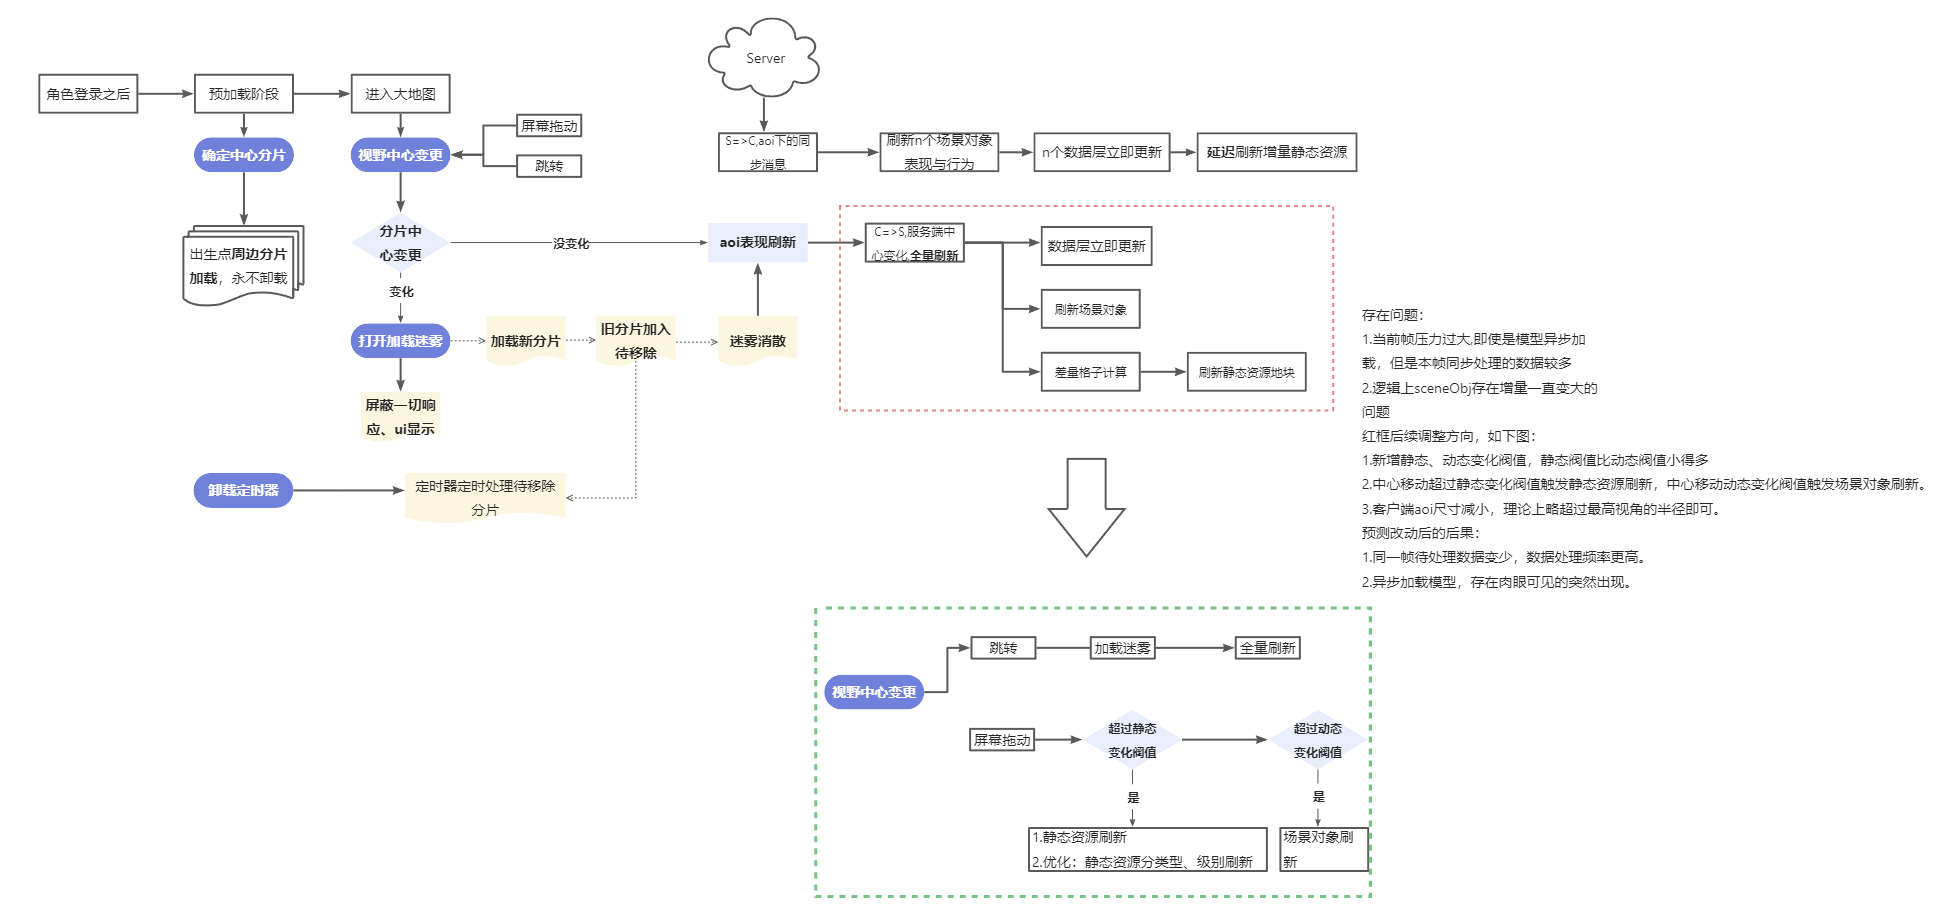 Server
角色登录之后
预加载阶段
进入大地图
屏幕拖动
跳转
确定中心分片
视野中心变更
S=>C,aoi下的同
步消息
刷新n个场景对象
表现与行为
n个数据层立即更新
延迟刷新增量静态资源
分片中
心变更
没变化
变化
aoi表现刷新
C=>S,服务端中
心变化,全量刷新
数据层立即更新
刷新场景对象
差量格子计算
刷新静态资源地块
出生点周边分片
加载，永不卸载
打开加载迷雾
加载新分片
旧分片加入
待移除
迷雾消散
屏蔽一切响
应、ui显示
卸载定时器
定时器定时处理待移除
分片
存在问题：
1.当前帧压力过大,即使是模型异步加
载，但是本帧同步处理的数据较多
2.逻辑上sceneObj存在增量一直变大的
问题
红框后续调整方向，如下图：
1.新增静态、动态变化阀值，静态阀值比动态阀值小得多
2.中心移动超过静态变化阀值触发静态资源刷新，中心移动动态变化阀值触发场景对象刷新。
3.客户端aoi尺寸减小，理论上略超过最高视角的半径即可。
预测改动后的后果：
1.同一帧待处理数据变少，数据处理频率更高。
2.异步加载模型，存在肉眼可见的突然出现。
视野中心变更
跳转
加载迷雾
全量刷新
屏幕拖动
超过静态
变化阀值
超过动态
变化阀值
是
是
1.静态资源刷新
2.优化：静态资源分类型、级别刷新
场景对象刷
新